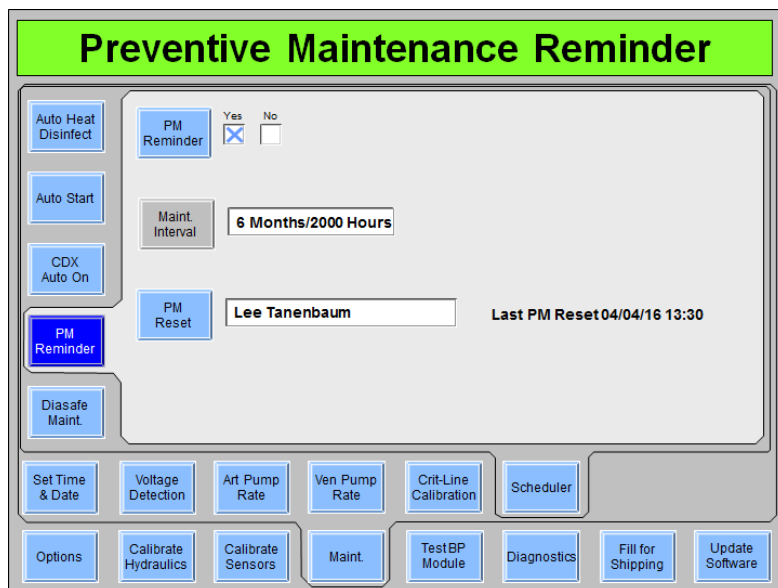 Preventive Maintenance Reminder
Auto Heat
Disinfect
PM
Reminder
Yes No
Auto Start
Maint.
Interval
6 Months/2000 Hours
CDX
Auto On
PM
Reset
Lee Tanenbaum
Last PM Reset 04/04/16 13:30
PM
Reminder
Diasafe
Maint.
Set Time
& Date
Voltage
Detection
Art Pump
Rate
Ven Pump
Rate
Crit-Line
Calibration
Scheduler
Options
Calibrate
Hydraulics
Calibrate
Sensors
Maint.
Test BP
Module
Diagnostics
Fill for
Shipping
Update
Software